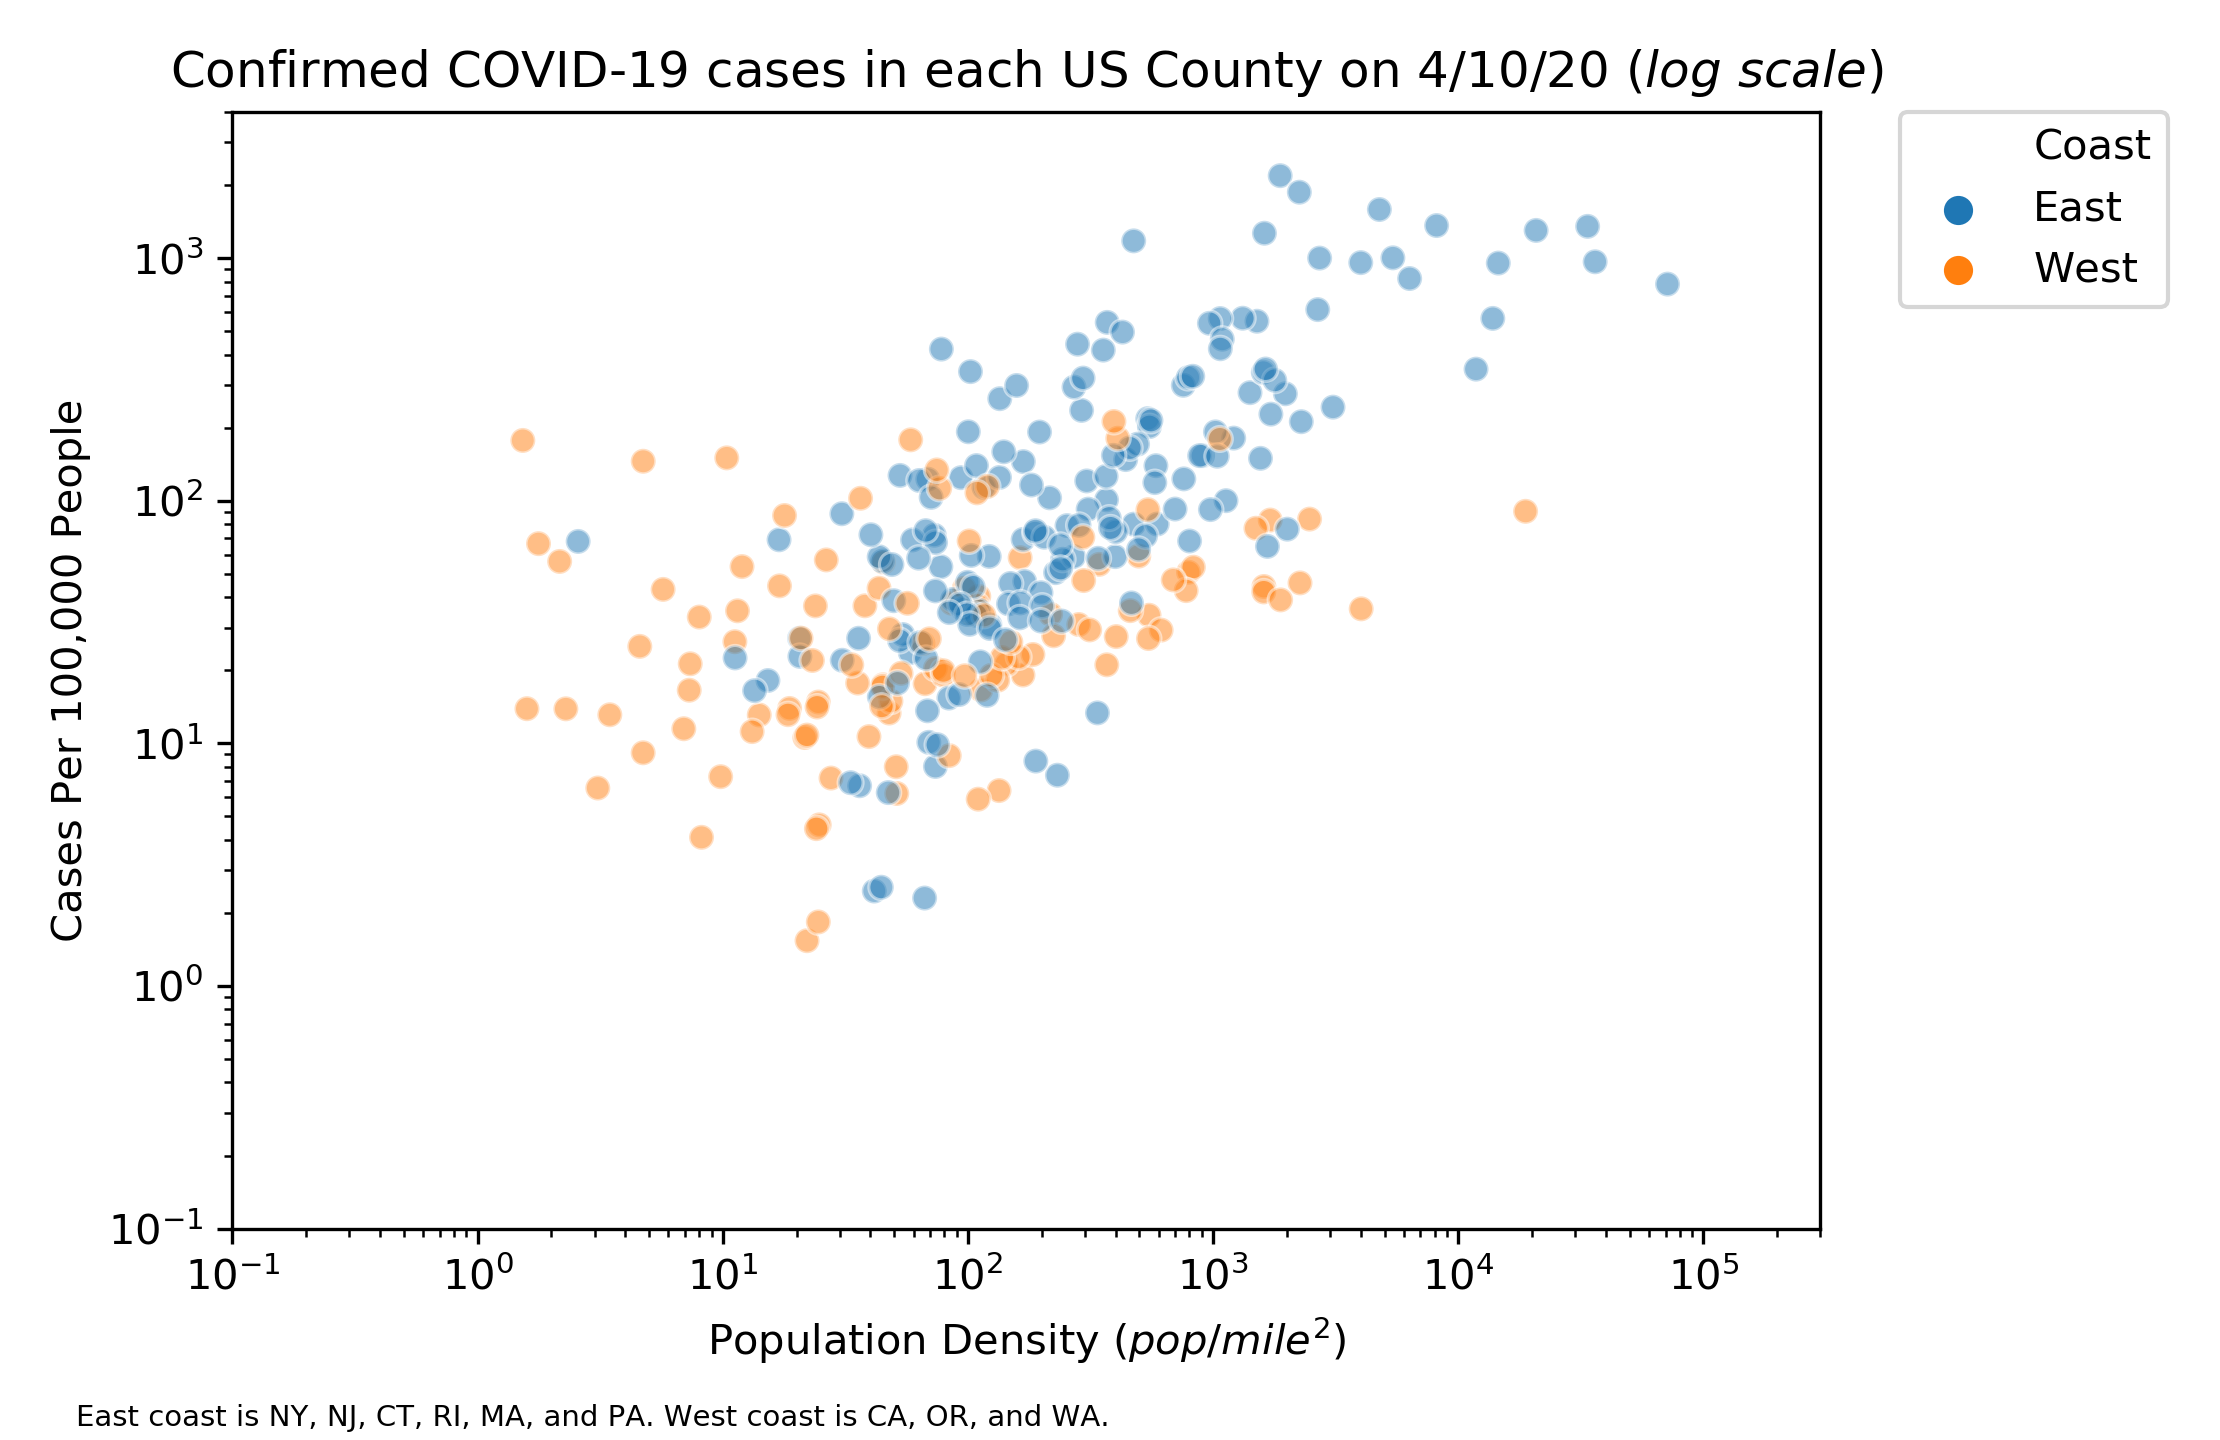 Confirmed COVID-19 cases in each US County on 4/10/20 (log scale)
Coast
East
West
Cases Per 100,000 People
10³
10²
10¹
10⁰
10⁻¹
10⁻¹ 10⁰ 10¹ 10² 10³ 10⁴ 10⁵
Population Density (pop/mile²)
East coast is NY, NJ, CT, RI, MA, and PA. West coast is CA, OR, and WA.